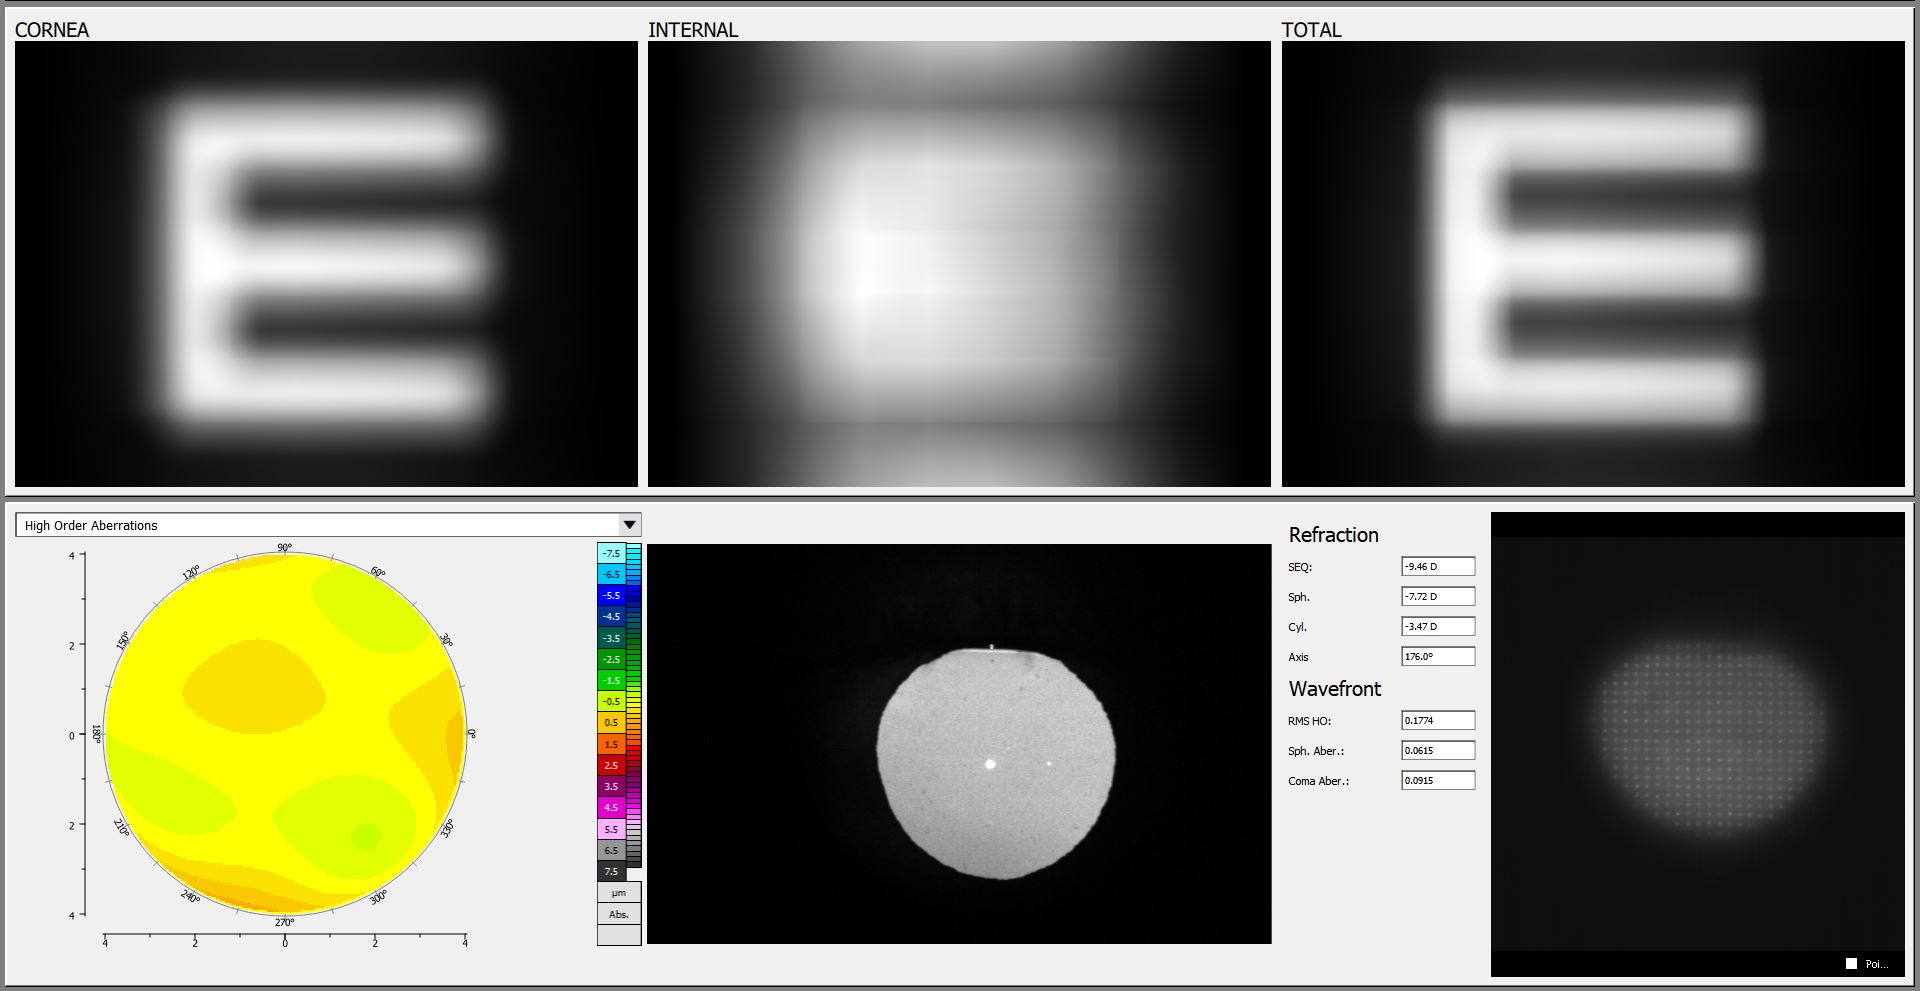 CORNEA
INTERNAL
TOTAL
High Order Aberrations
4
2
0
2
4
4
2
0
2
4
90°
60°
30°
0°
330°
300°
270°
240°
210°
180°
150°
120°
-7.5
-6.5
-5.5
-4.5
-3.5
-2.5
-1.5
-0.5
0.5
1.5
2.5
3.5
4.5
5.5
6.5
7.5
µm
Abs.
Refraction
SEQ: -9.46 D
Sph. -7.72 D
Cyl. -3.47 D
Axis 176.0°
Wavefront
RMS HO: 0.1774
Sph. Aber.: 0.0615
Coma Aber.: 0.0915
Poi...